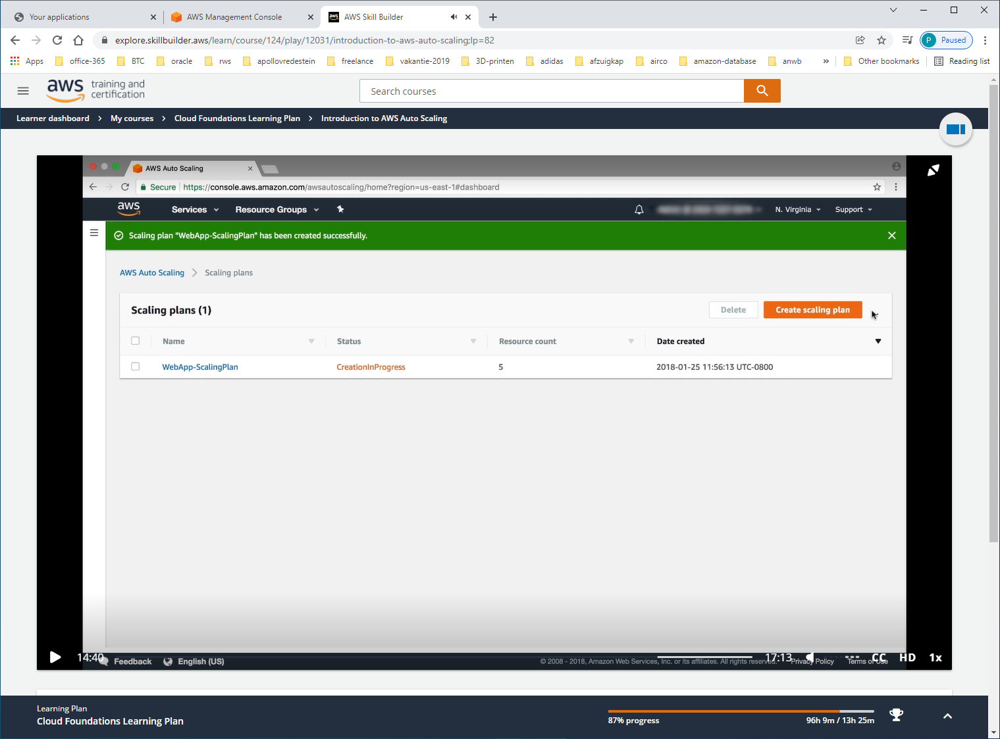 Your applications
AWS Management Console
AWS Skill Builder
explore.skillbuilder.aws/learn/course/124/play/12031/introduction-to-aws-auto-scaling;lp=82
P Paused
Apps office-365 BTC oracle rws apollovredestein freelance vakantie-2019 3D-printen adidas afzuigkap airco amazon-database anwb » Other bookmarks Reading list
aws training and certification
Search courses
Learner dashboard > My courses > Cloud Foundations Learning Plan > Introduction to AWS Auto Scaling
AWS Auto Scaling
Secure https://console.aws.amazon.com/awsautoscaling/home?region=us-east-1#dashboard
aws Services Resource Groups N. Virginia Support
Scaling plan "WebApp-ScalingPlan" has been created successfully.
AWS Auto Scaling > Scaling plans
Scaling plans (1) Delete Create scaling plan
Name Status Resource count Date created
WebApp-ScalingPlan CreationInProgress 5 2018-01-25 11:56:13 UTC-0800
14:40 Feedback English (US) © 2008 - 2018, Amazon Web Services, Inc. or its affiliates. All rights reserved. 17:13 Privacy Policy Terms of Use CC HD 1x
Learning Plan
Cloud Foundations Learning Plan
87% progress 96h 9m / 13h 25m